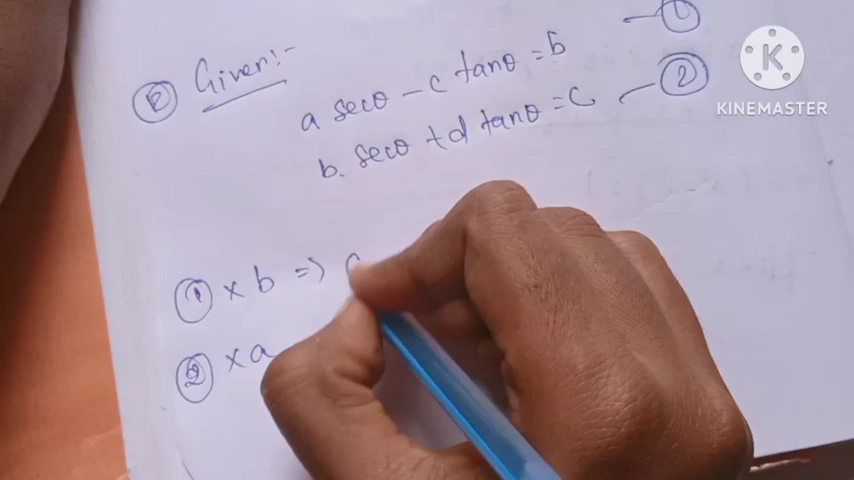 ① 
Given:-
a secθ - c tanθ = b
b. secθ + d tanθ = c ②
① × b ⇒
② × a
K
KINEMASTER